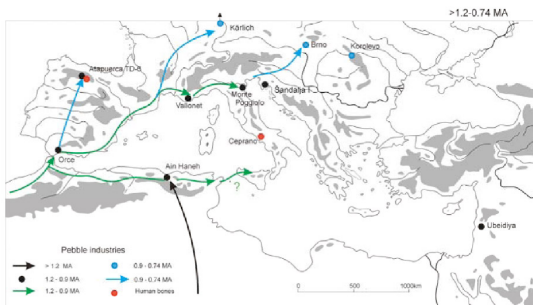 >1.2-0.74 MA
Kärlich
Brno
Korolevo
Atapuerca TD-6
Vallonet
Monte
Poggiolo
Sandalja I
Ceprano
Orce
Ain Haneh
?
Ubeidiya
Pebble industries
> 1.2 MA
1.2 - 0.9 MA
1.2 - 0.9 MA
0.9 - 0.74 MA
0.9 - 0.74 MA
Human bones
0 500 1000km